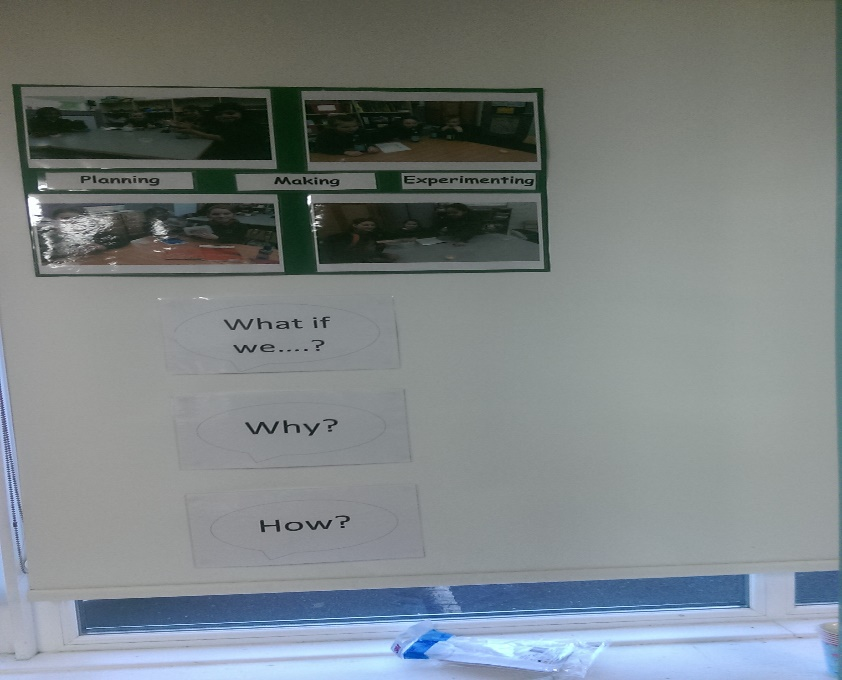 Planning Making Experimenting
What if
we....?
Why?
How?